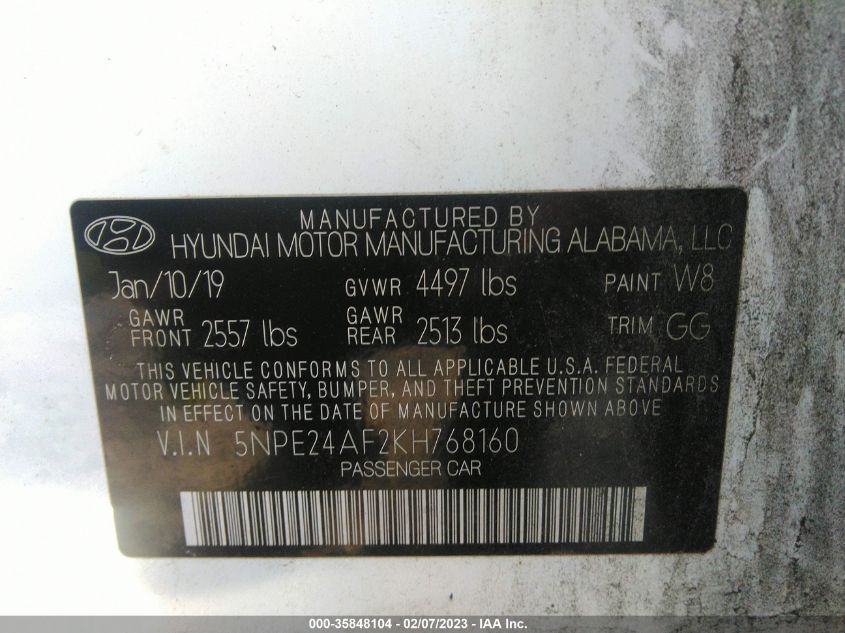 MANUFACTURED BY
HYUNDAI MOTOR MANUFACTURING ALABAMA, LLC
Jan/10/19 GVWR 4497 lbs PAINT W8
GAWR FRONT 2557 lbs GAWR REAR 2513 lbs TRIM GG
THIS VEHICLE CONFORMS TO ALL APPLICABLE U.S.A. FEDERAL
MOTOR VEHICLE SAFETY, BUMPER, AND THEFT PREVENTION STANDARDS
IN EFFECT ON THE DATE OF MANUFACTURE SHOWN ABOVE
V.I.N 5NPE24AF2KH768160
PASSENGER CAR
000-35848104 - 02/07/2023 - IAA Inc.